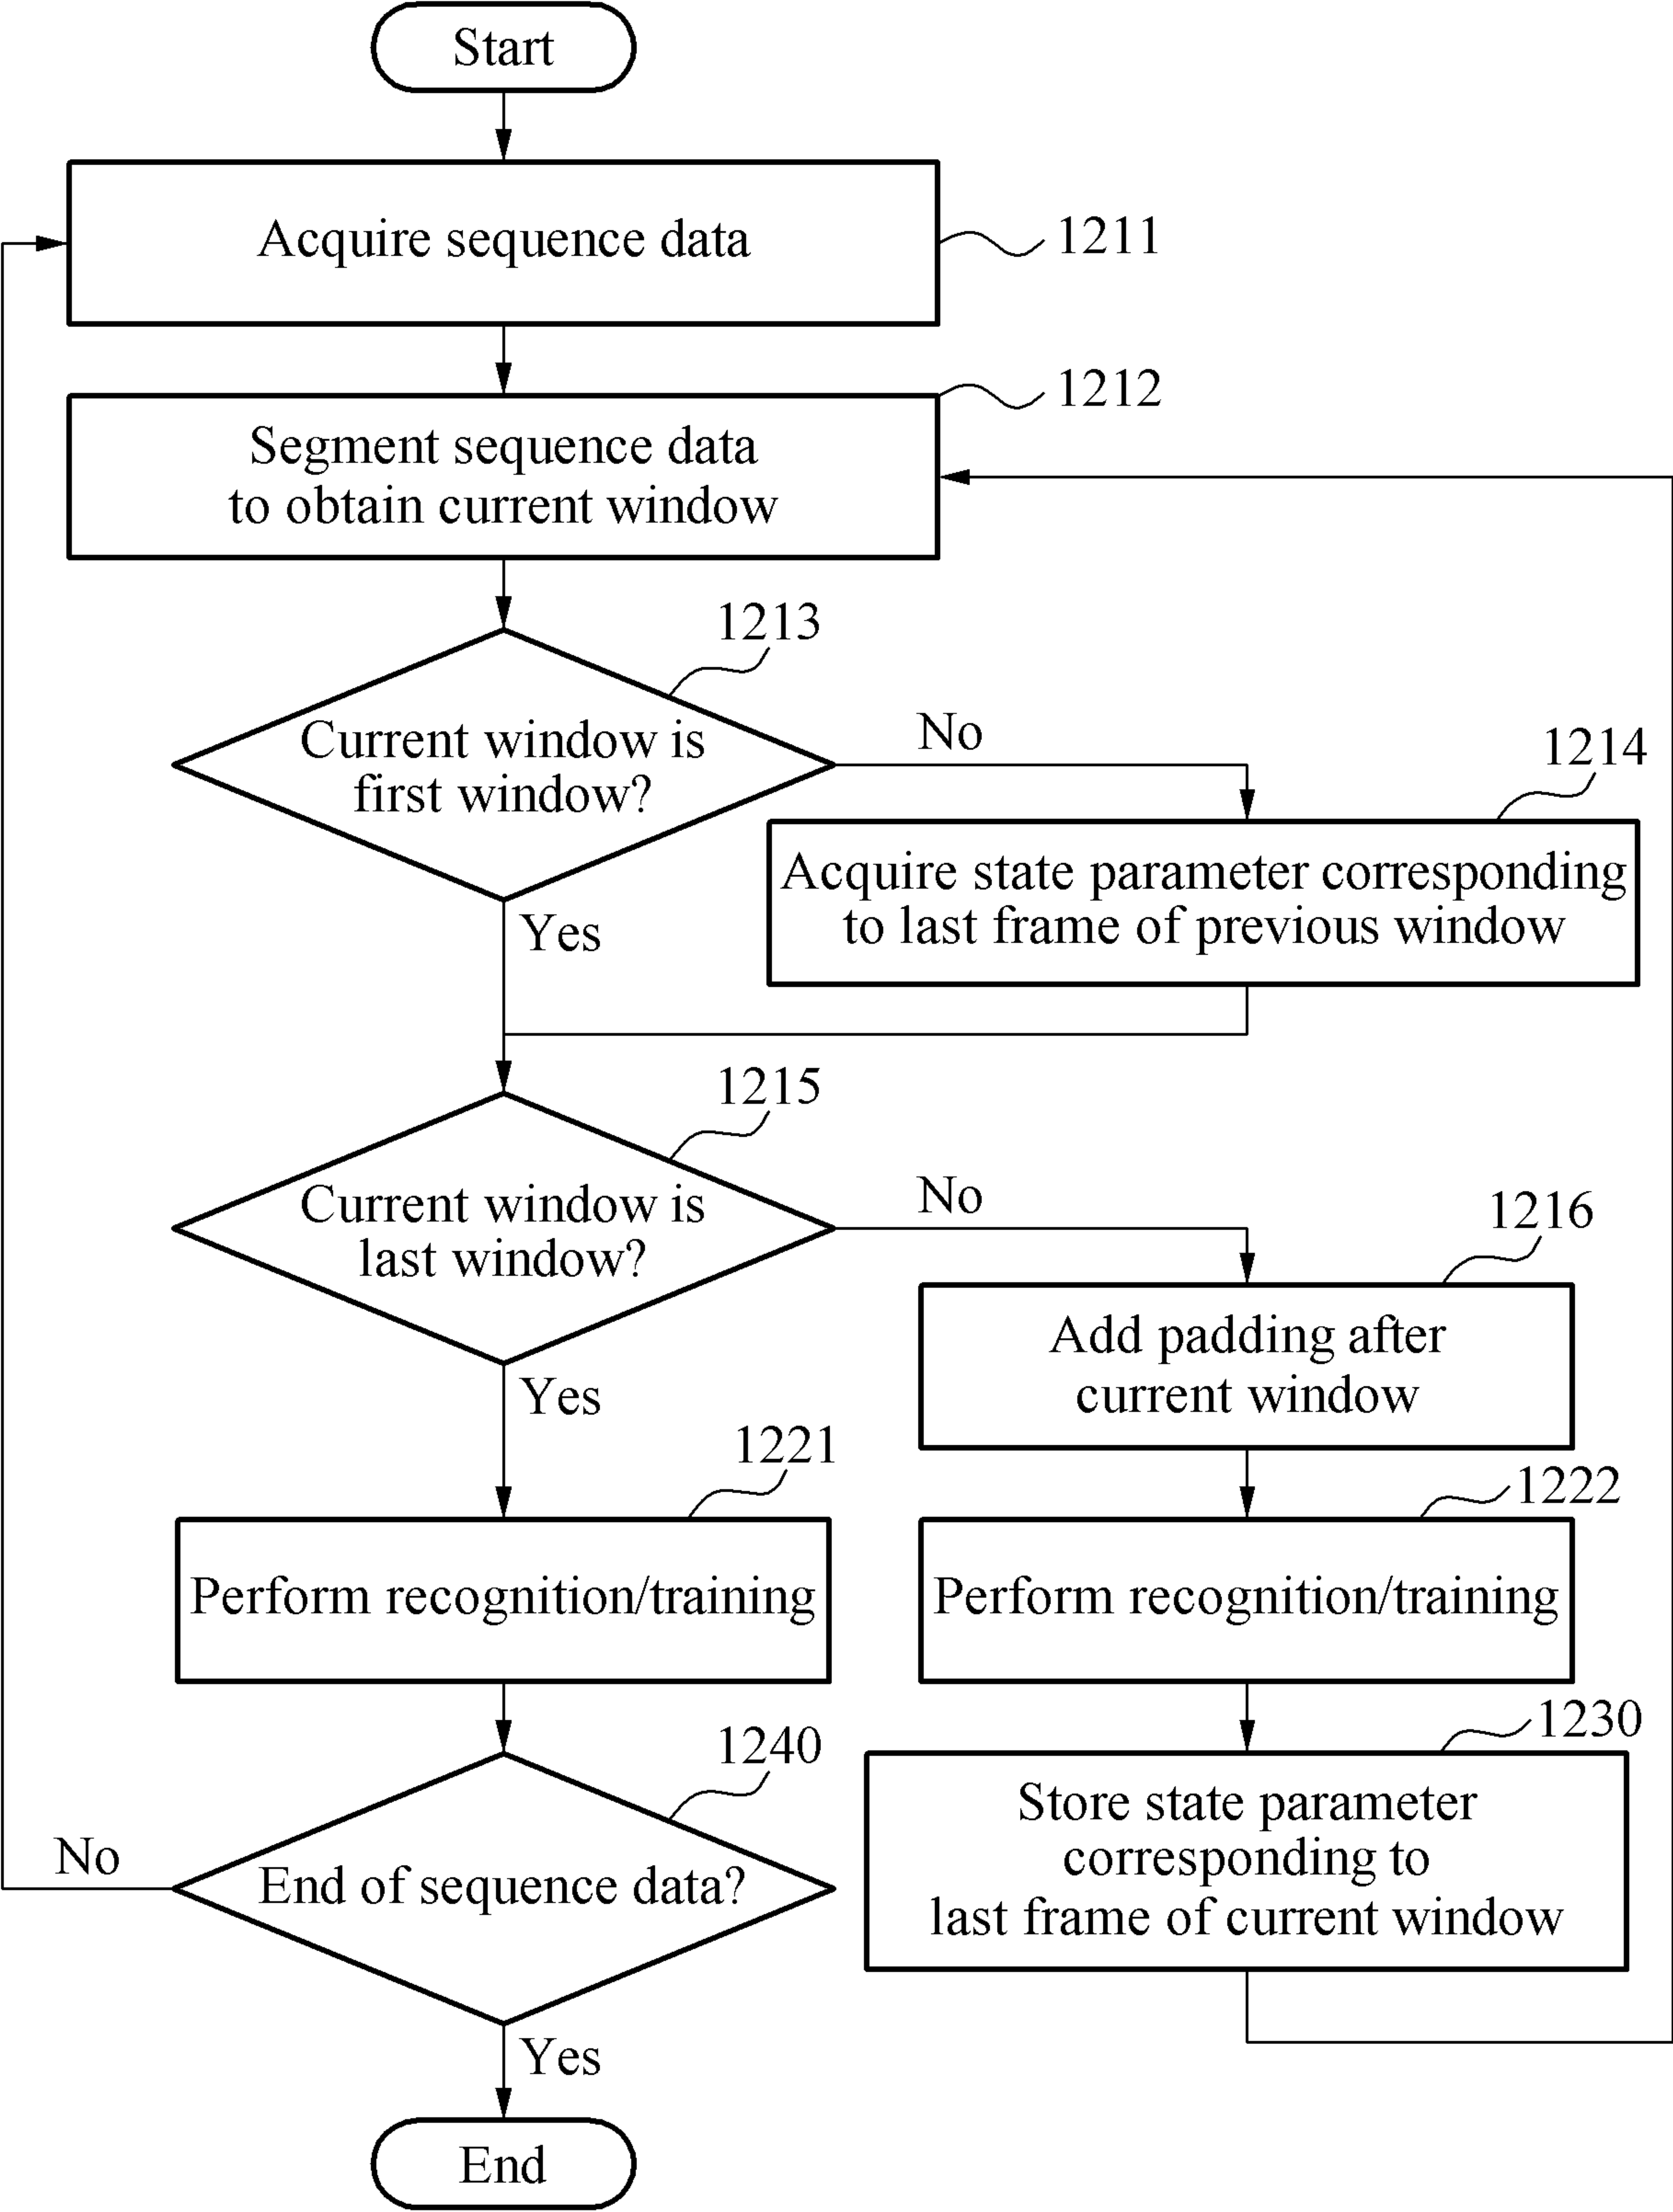 Start
Acquire sequence data
1211
1212
Segment sequence data
to obtain current window
1213
Current window is
first window?
No
1214
Acquire state parameter corresponding
to last frame of previous window
Yes
1215
Current window is
last window?
No
1216
Add padding after
current window
Yes
1221
Perform recognition/training
1222
Perform recognition/training
1230
Store state parameter
corresponding to
last frame of current window
1240
End of sequence data?
No
Yes
End